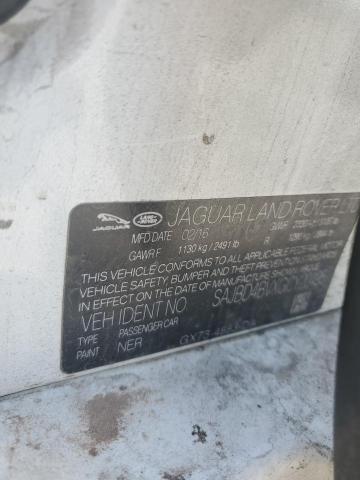 JAGUAR LAND ROVER LTD
JAGUAR
LAND ROVER
MFD DATE 02/16
GAWR F 1130 kg / 2491 lb R
THIS VEHICLE CONFORMS TO ALL APPLICABLE FEDERAL MOTOR
VEHICLE SAFETY, BUMPER AND THEFT PREVENTION STANDARDS
IN EFFECT ON THE DATE OF MANUFACTURE SHOWN ABOVE
VEH IDENT NO
TYPE PASSENGER CAR
PAINT NER